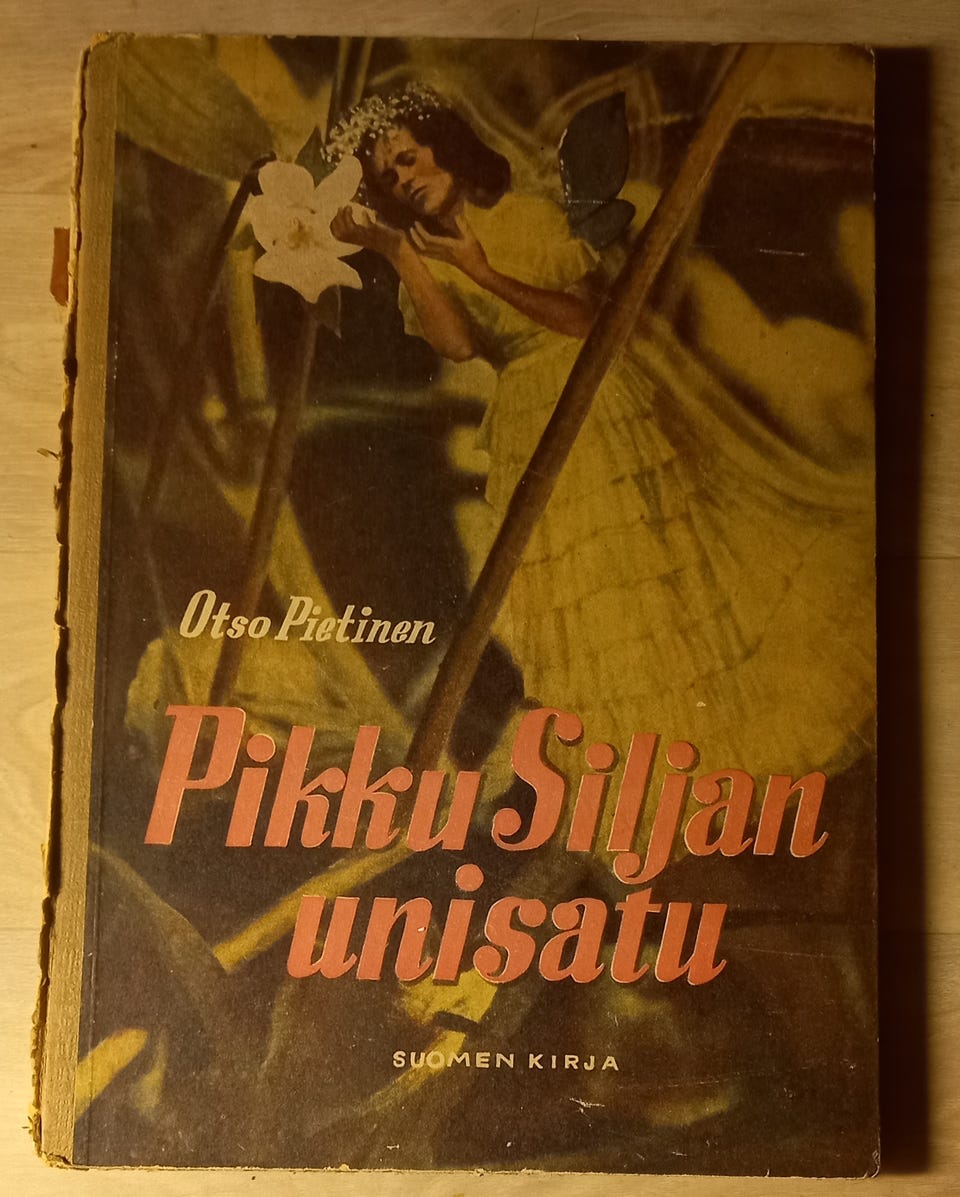 Otso Pietinen
Pikku Siljan
unisatu
SUOMEN KIRJA